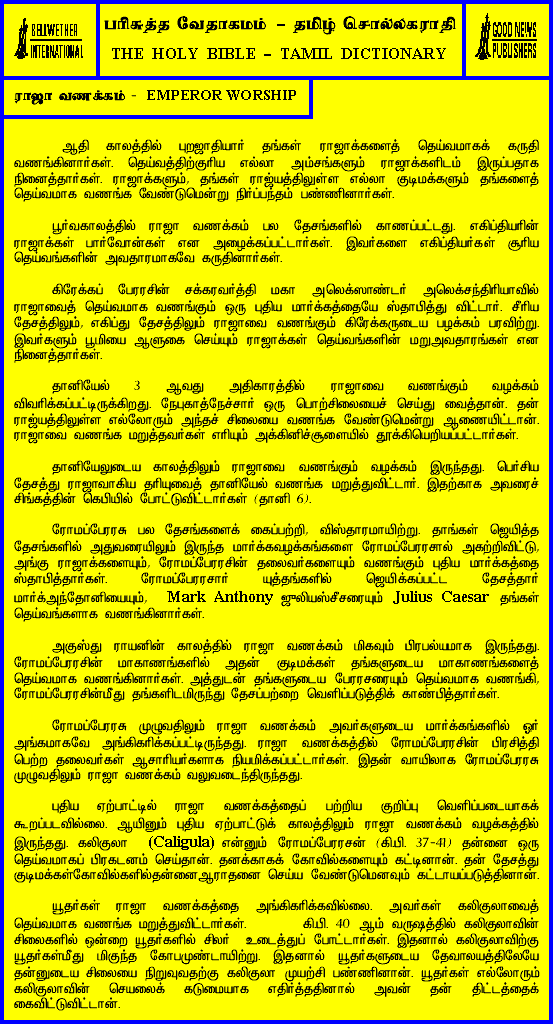 BELLWETHER
INTERNATIONAL
பரிசுத்த வேதாகமம் – தமிழ் சொல்லகராதி
THE HOLY BIBLE – TAMIL DICTIONARY
GOOD NEWS
PUBLISHERS
ராஜா வணக்கம் - EMPEROR WORSHIP
ஆதி காலத்தில் புறஜாதியார் தங்கள் ராஜாக்களைத் தெய்வமாகக் கருதி
வணங்கினார்கள். தெய்வத்திற்குரிய எல்லா அம்சங்களும் ராஜாக்களிடம் இருப்பதாக
நினைத்தார்கள். ராஜாக்களும், தங்கள் ராஜ்யத்திலுள்ள எல்லா குடிமக்களும் தங்களைத்
தெய்வமாக வணங்க வேண்டுமென்று நிர்ப்பந்தம் பண்ணினார்கள்.
பூர்வகாலத்தில் ராஜா வணக்கம் பல தேசங்களில் காணப்பட்டது. எகிப்தியரின்
ராஜாக்கள் பார்வோன்கள் என அழைக்கப்பட்டார்கள். இவர்களை எகிப்தியர்கள் சூரிய
தெய்வங்களின் அவதாரமாகவே கருதினார்கள்.
கிரேக்கப் பேரரசின் சக்கரவர்த்தி மகா அலெக்ஸாண்டர் அலெக்சந்திரியாவில்
ராஜாவைத் தெய்வமாக வணங்கும் ஒரு புதிய மார்க்கத்தையே ஸ்தாபித்து விட்டார். சீரிய
தேசத்திலும், எகிப்து தேசத்திலும் ராஜாவை வணங்கும் கிரேக்கருடைய பழக்கம் பரவிற்று.
இவர்களும் பூமியை ஆளுகை செய்யும் ராஜாக்கள் தெய்வங்களின் மறுஅவதாரங்கள் என
நினைத்தார்கள்.
தானியேல் 3 ஆவது அதிகாரத்தில் ராஜாவை வணங்கும் வழக்கம்
விவரிக்கப்பட்டிருக்கிறது. நேபுகாத்நேச்சார் ஒரு பொற்சிலையைச் செய்து வைத்தான். தன்
ராஜ்யத்திலுள்ள எல்லோரும் அந்தச் சிலையை வணங்க வேண்டுமென்று ஆணையிட்டான்.
ராஜாவை வணங்க மறுத்தவர்கள் எரியும் அக்கினிச்சூளையில் தூக்கியெறியப்பட்டார்கள்.
தானியேலுடைய காலத்திலும் ராஜாவை வணங்கும் வழக்கம் இருந்தது. பெர்சிய
தேசத்து ராஜாவாகிய தரியுவைத் தானியேல் வணங்க மறுத்துவிட்டார். இதற்காக அவரைச்
சிங்கத்தின் கெபியில் போட்டுவிட்டார்கள் (தானி 6).
ரோமப்பேரரசு பல தேசங்களைக் கைப்பற்றி, விஸ்தாரமாயிற்று. தாங்கள் ஜெயித்த
தேசங்களில் அதுவரையிலும் இருந்த மார்க்கவழக்கங்களை ரோமப்பேரரசால் அகற்றிவிட்டு,
அங்கு ராஜாக்களையும், ரோமப்பேரரசின் தலைவர்களையும் வணங்கும் புதிய மார்க்கத்தை
ஸ்தாபித்தார்கள். ரோமப்பேரரசார் யுத்தங்களில் ஜெயிக்கப்பட்ட தேசத்தார்
மார்க்அந்தோனியையும், Mark Anthony ஜுலியஸ்சீசரையும் Julius Caesar தங்கள்
தெய்வங்களாக வணங்கினார்கள்.
அகுஸ்து ராயனின் காலத்தில் ராஜா வணக்கம் மிகவும் பிரபல்யமாக இருந்தது.
ரோமப்பேரரசின் மாகாணங்களில் அதன் குடிமக்கள் தங்களுடைய மாகாணங்களைத்
தெய்வமாக வணங்கினார்கள். அத்துடன் தங்களுடைய பேரரசரையும் தெய்வமாக வணங்கி,
ரோமப்பேரரசின்மீது தங்களிடமிருந்து தேசப்பற்றை வெளிப்படுத்திக் காண்பித்தார்கள்.
ரோமப்பேரரசு முழுவதிலும் ராஜா வணக்கம் அவர்களுடைய மார்க்கங்களில் ஓர்
அங்கமாகவே அங்கிகரிக்கப்பட்டிருந்தது. ராஜா வணக்கத்தில் ரோமப்பேரரசின் பிரசித்தி
பெற்ற தலைவர்கள் ஆசாரியர்களாக நியமிக்கப்பட்டார்கள். இதன் வாயிலாக ரோமப்பேரரசு
முழுவதிலும் ராஜா வணக்கம் வலுவடைந்திருந்தது.
புதிய ஏற்பாட்டில் ராஜா வணக்கத்தைப் பற்றிய குறிப்பு வெளிப்படையாகக்
கூறப்படவில்லை. ஆயினும் புதிய ஏற்பாட்டுக் காலத்திலும் ராஜா வணக்கம் வழக்கத்தில்
இருந்தது. கலிகுலா (Caligula) என்னும் ரோமப்பேரரசன் (கி.பி. 37-41) தன்னை ஒரு
தெய்வமாகப் பிரகடனம் செய்தான். தனக்காகக் கோவில்களையும் கட்டினான். தன் தேசத்து
குடிமக்கள்கோவில்களில்தன்னைஆராதனை செய்ய வேண்டுமெனவும் கட்டாயப்படுத்தினான்.
யூதர்கள் ராஜா வணக்கத்தை அங்கிகரிக்கவில்லை. அவர்கள் கலிகுலாவைத்
தெய்வமாக வணங்க மறுத்துவிட்டார்கள். கி.பி. 40 ஆம் வருஷத்தில் கலிகுலாவின்
சிலைகளில் ஒன்றை யூதர்களில் சிலர் உடைத்துப் போட்டார்கள். இதனால் கலிகுலாவிற்கு
யூதர்கள்மீது மிகுந்த கோபமுண்டாயிற்று. இதனால் யூதர்களுடைய தேவாலயத்திலேயே
தன்னுடைய சிலையை நிறுவுவதற்கு கலிகுலா முயற்சி பண்ணினான். யூதர்கள் எல்லோரும்
கலிகுலாவின் செயலைக் கடுமையாக எதிர்த்ததினால் அவன் தன் திட்டத்தைக்
கைவிட்டுவிட்டான்.